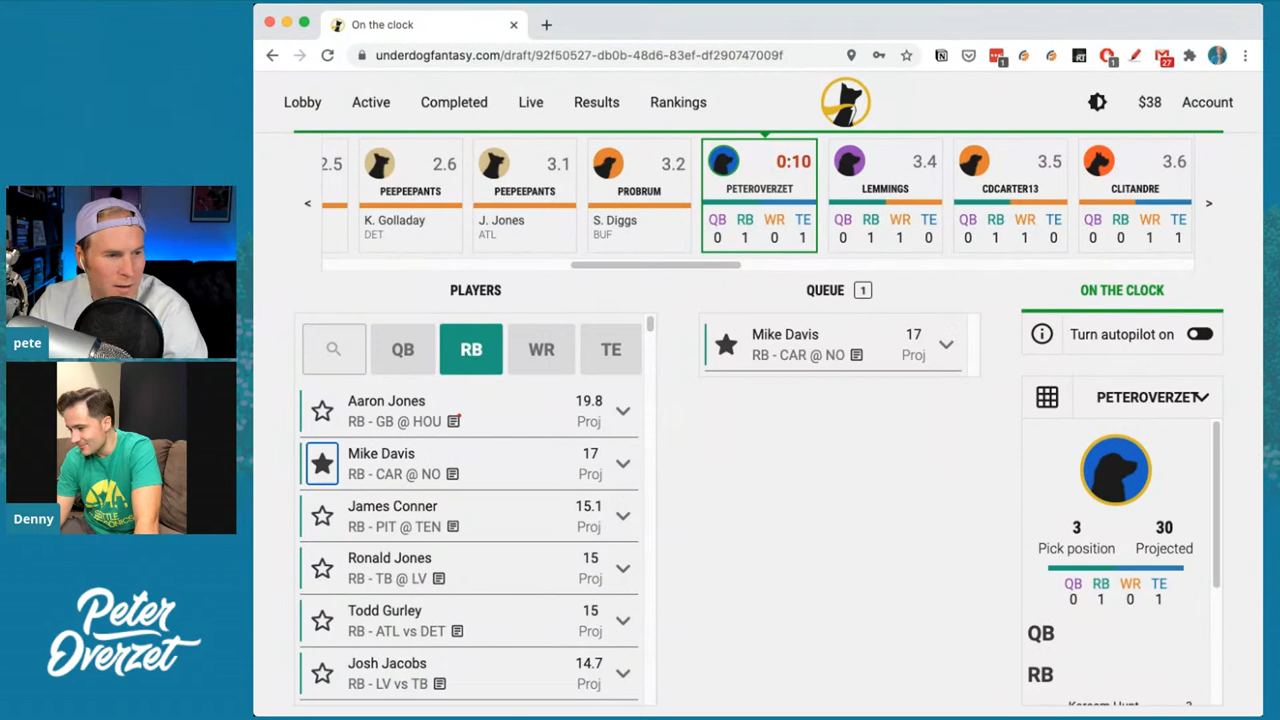 On the clock
underdogfantasy.com/draft/92f50527-db0b-48d6-83ef-df290747009f
1
1
27
Lobby
Active
Completed
Live
Results
Rankings
$38
Account
2.5
2.6
PEEPEEPANTS
K. Golladay
DET
3.1
PEEPEEPANTS
J. Jones
ATL
3.2
PROBRUM
S. Diggs
BUF
0:10
PETEROVERZET
QB RB WR TE
0 1 0 1
3.4
LEMMINGS
QB RB WR TE
0 1 1 0
3.5
CDCARTER13
QB RB WR TE
0 1 1 0
3.6
CLITANDRE
QB RB WR TE
0 0 1 1
<
>
PLAYERS
QB
RB
WR
TE
Aaron Jones 19.8
RB - GB @ HOU Proj
Mike Davis 17
RB - CAR @ NO Proj
James Conner 15.1
RB - PIT @ TEN Proj
Ronald Jones 15
RB - TB @ LV Proj
Todd Gurley 15
RB - ATL vs DET Proj
Josh Jacobs 14.7
RB - LV vs TB Proj
QUEUE 1
Mike Davis 17
RB - CAR @ NO Proj
ON THE CLOCK
Turn autopilot on
PETEROVERZET
3 30
Pick position Projected
QB RB WR TE
0 1 0 1
QB
RB
pete
Denny
Peter
Overzet